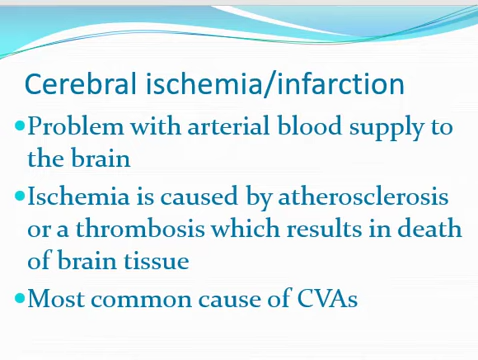 Cerebral ischemia/infarction
Problem with arterial blood supply to
the brain
Ischemia is caused by atherosclerosis
or a thrombosis which results in death
of brain tissue
Most common cause of CVAs